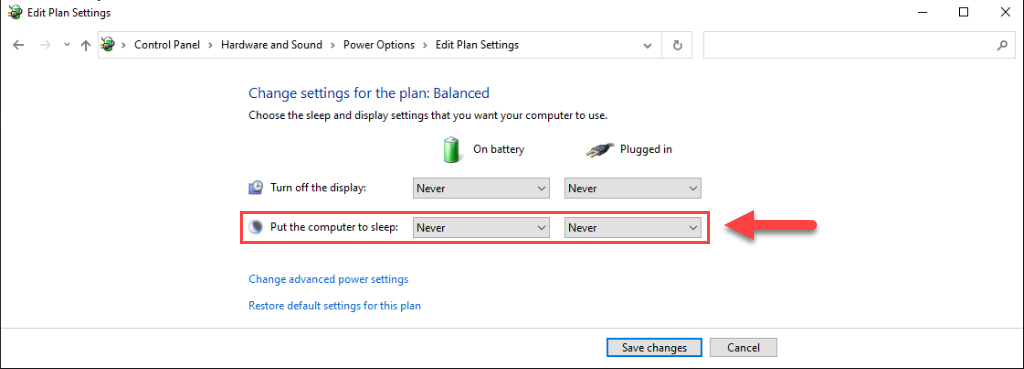 Edit Plan Settings
Control Panel > Hardware and Sound > Power Options > Edit Plan Settings
Change settings for the plan: Balanced
Choose the sleep and display settings that you want your computer to use.
On battery Plugged in
Turn off the display: Never Never
Put the computer to sleep: Never Never
Change advanced power settings
Restore default settings for this plan
Save changes Cancel